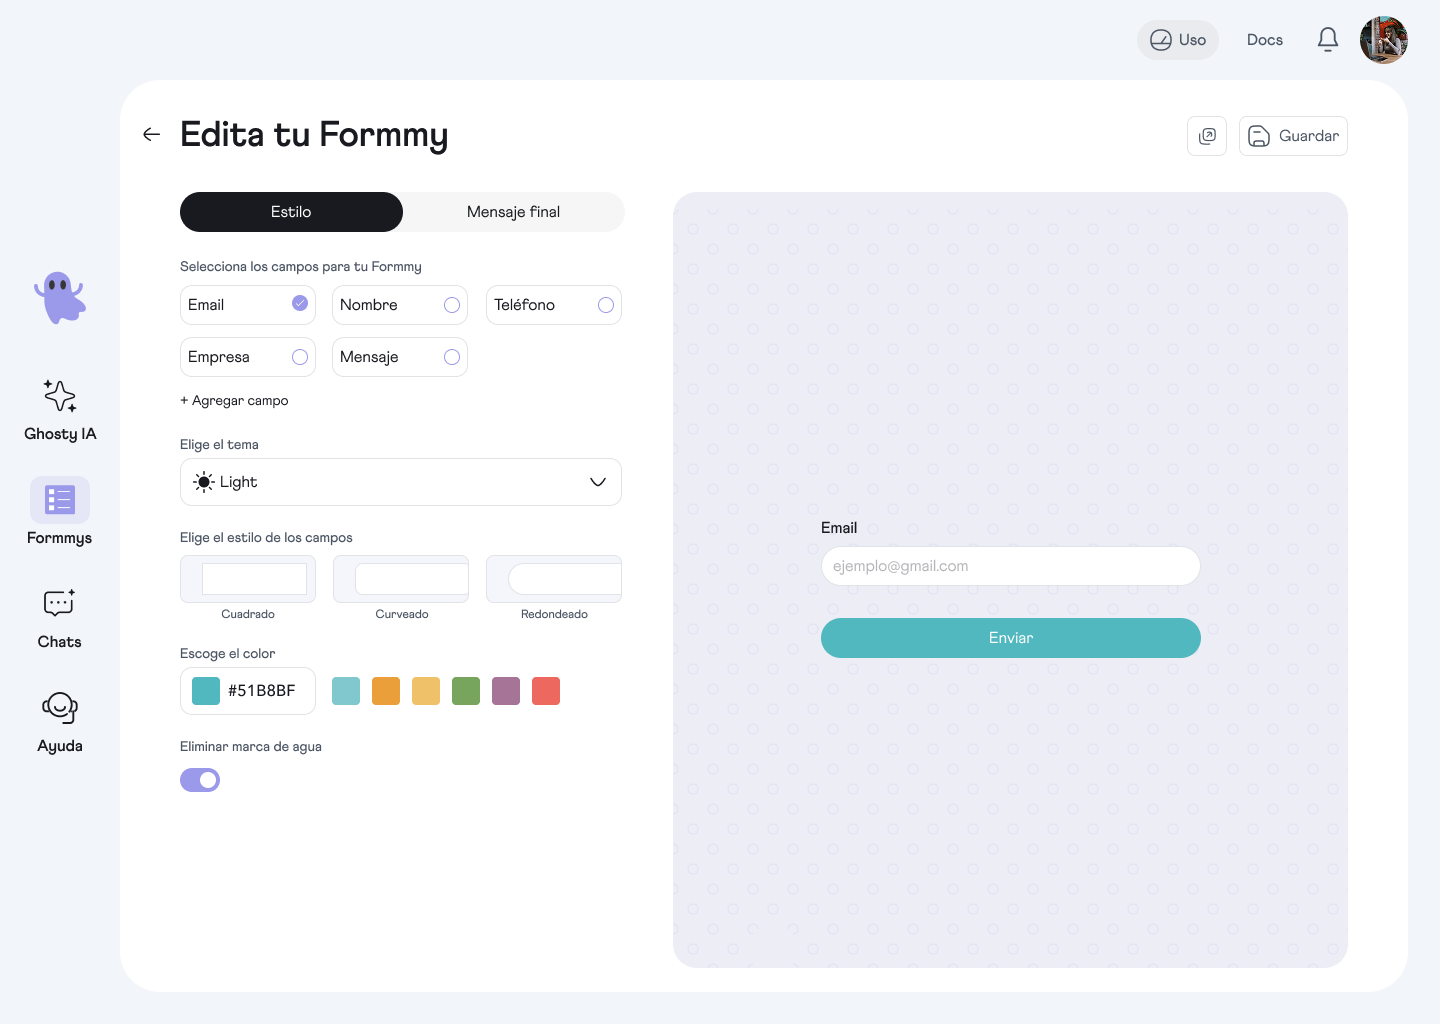 Uso
Docs
Edita tu Formmy
Guardar
Estilo
Mensaje final
Selecciona los campos para tu Formmy
Email
Nombre
Teléfono
Empresa
Mensaje
+ Agregar campo
Elige el tema
Light
Elige el estilo de los campos
Cuadrado
Curveado
Redondeado
Escoge el color
#51B8BF
Eliminar marca de agua
Ghosty IA
Formmys
Chats
Ayuda
Email
ejemplo@gmail.com
Enviar